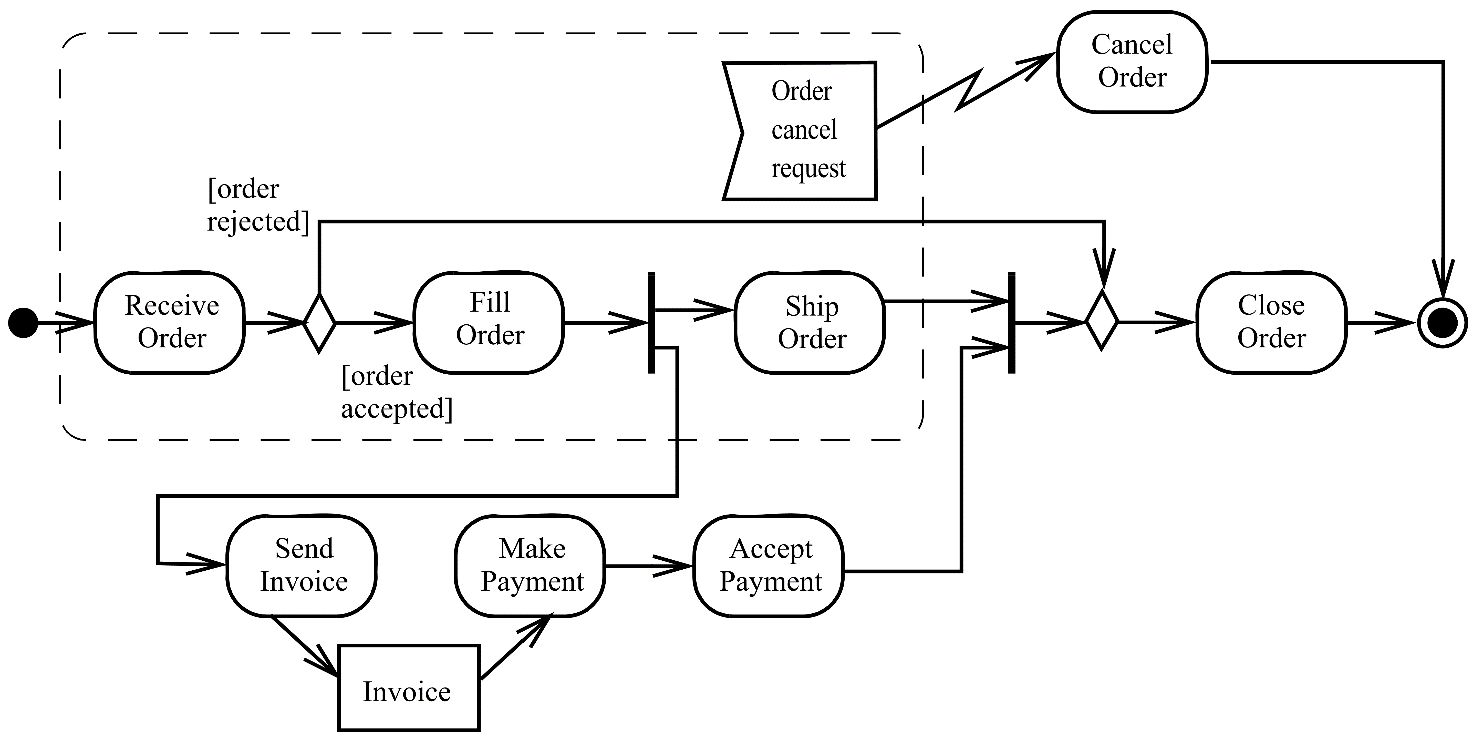 Cancel
Order
Order
cancel
request
[order
rejected]
Receive
Order
Fill
Order
Ship
Order
Close
Order
[order
accepted]
Send
Invoice
Make
Payment
Accept
Payment
Invoice